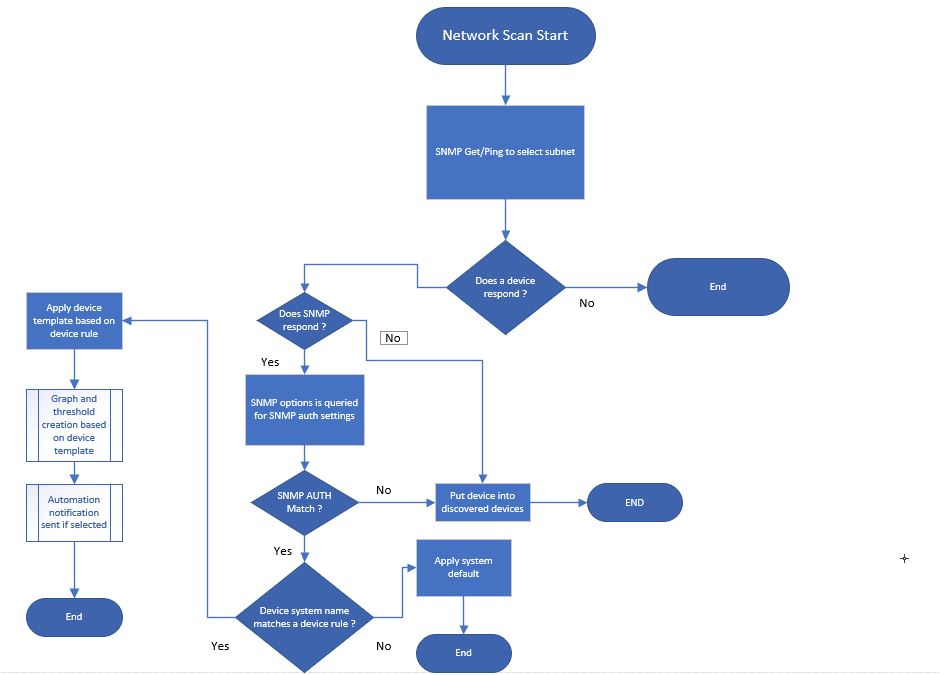 Network Scan Start
SNMP Get/Ping to select subnet
Does a device
respond ?
No
End
Does SNMP
respond ?
No
Yes
SNMP options is queried
for SNMP auth settings
SNMP AUTH
Match ?
No
Put device into
discovered devices
END
Yes
Device system name
matches a device rule ?
No
Apply system
default
End
Yes
Apply device
template based on
device rule
Graph and
threshold
creation based
on device
template
Automation
notification
sent if selected
End